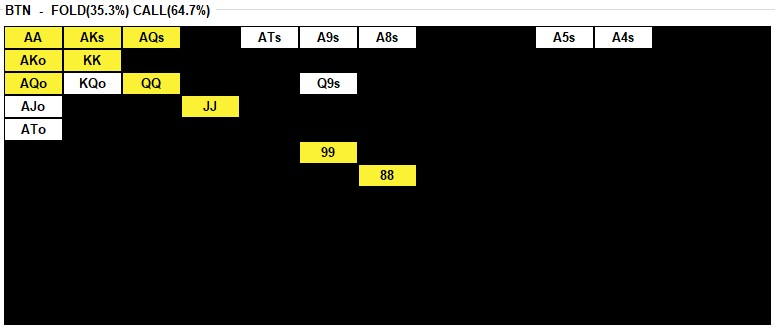 BTN - FOLD(35.3%) CALL(64.7%)
AA AKs AQs ATs A9s A8s A5s A4s
AKo KK
AQo KQo QQ Q9s
AJo JJ
ATo
99
88